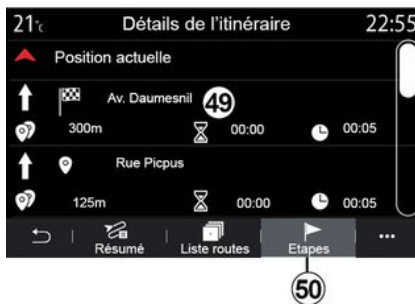 21°c Détails de l'itinéraire 22:55
Position actuelle
Av. Daumesnil 49
300m 00:00 00:05
Rue Picpus
125m 00:00 00:05
Résumé Liste routes Etapes ...
50